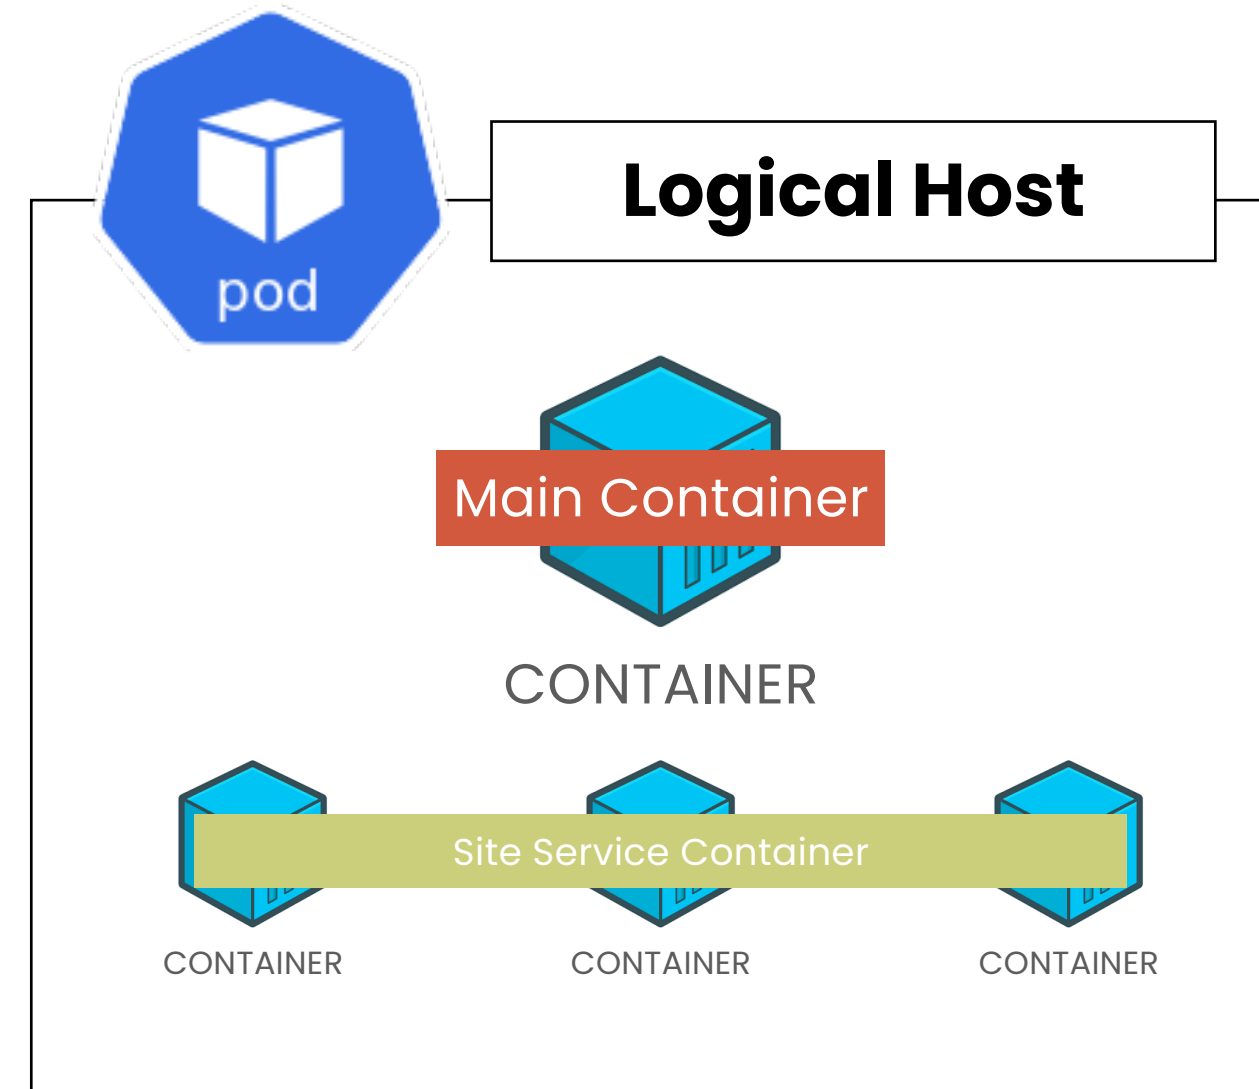 pod
Logical Host
Main Container
CONTAINER
Site Service Container
CONTAINER
CONTAINER
CONTAINER